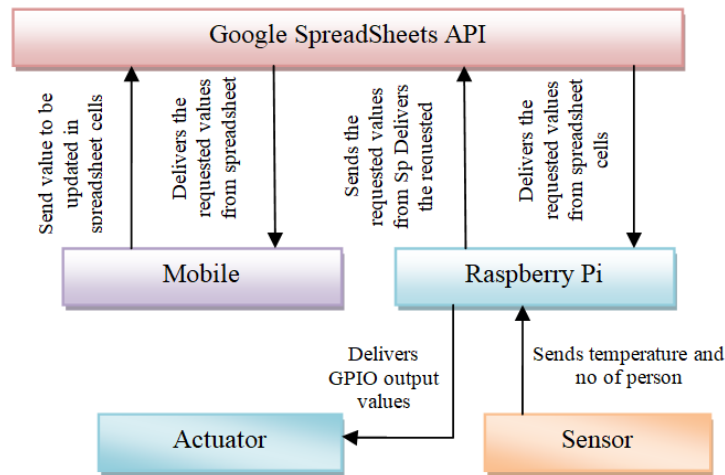 Google SpreadSheets API
Send value to be
updated in
spreadsheet cells
Delivers the
requested values
from spreadsheet
Sends the
requested values
from Sp Delivers
the requested
Delivers the
requested values
from spreadsheet
cells
Mobile
Raspberry Pi
Delivers
GPIO output
values
Sends temperature and
no of person
Actuator
Sensor